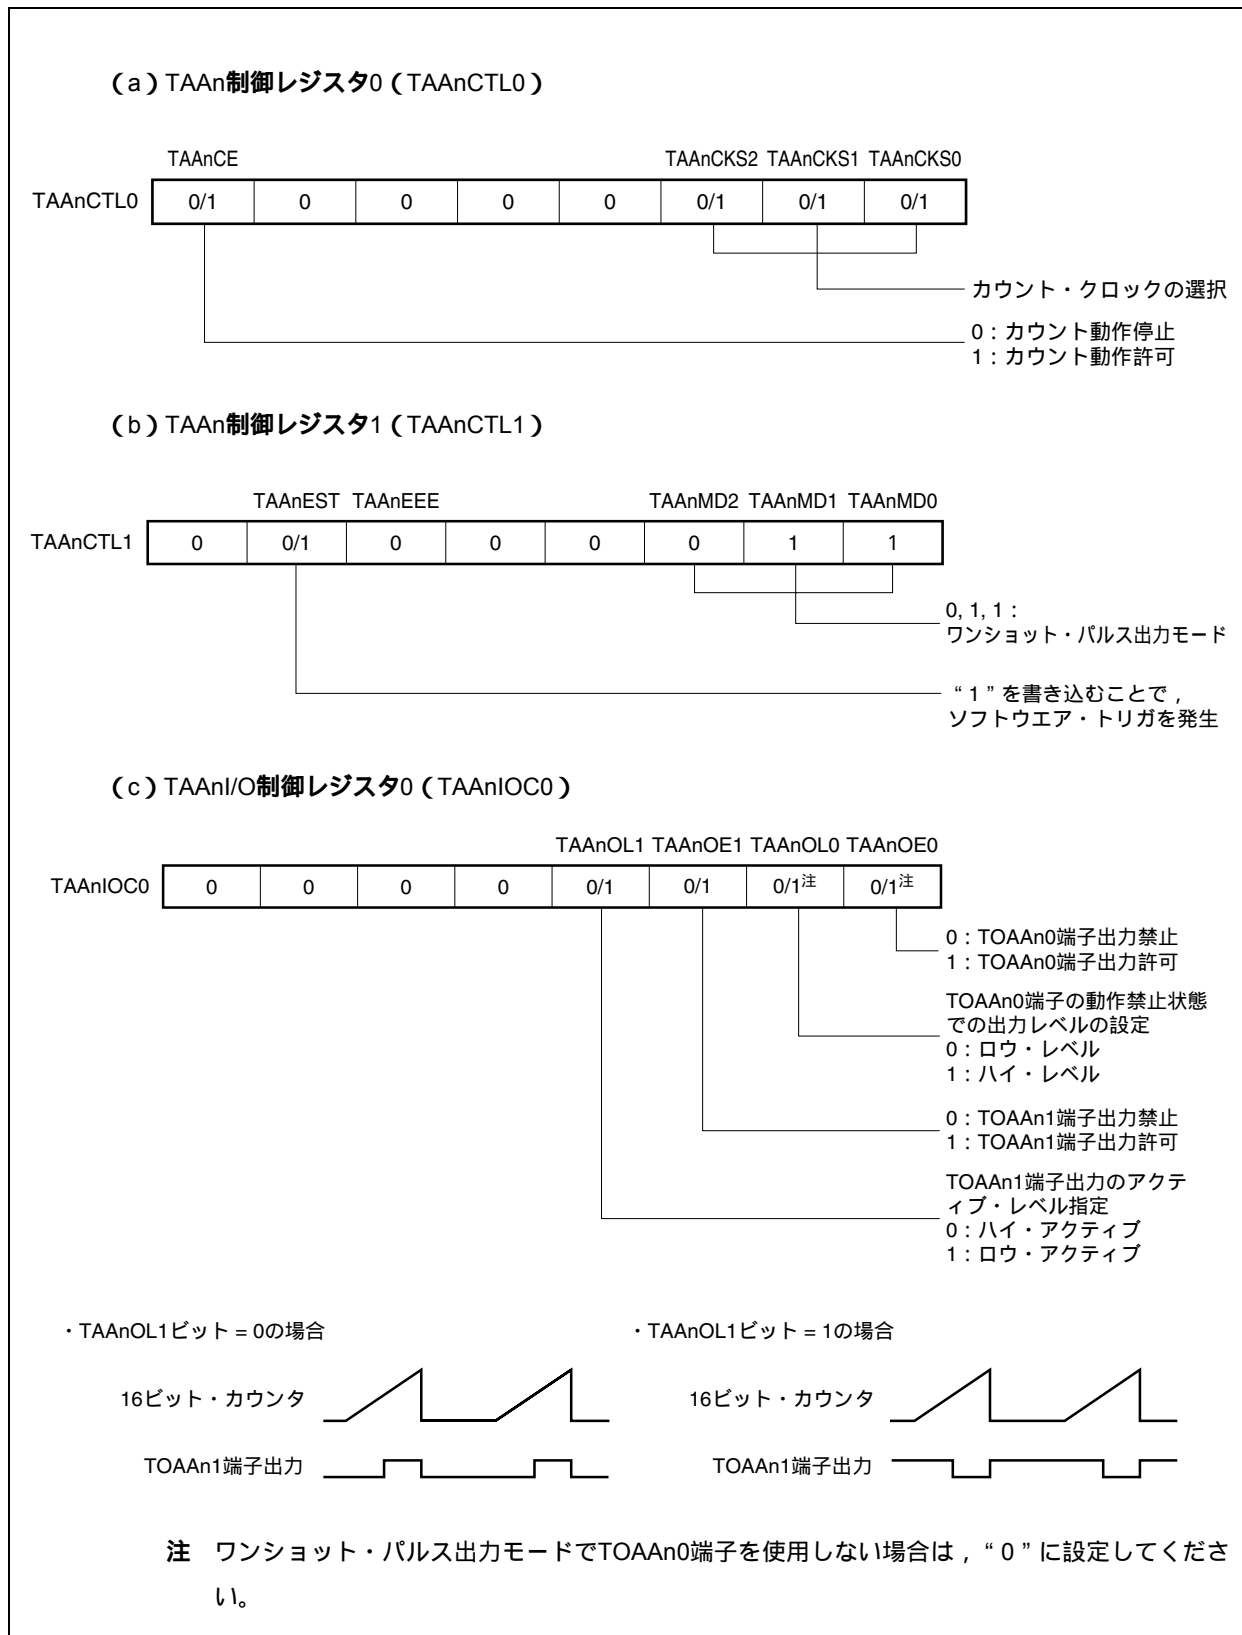 （a）TAAn制御レジスタ0（TAAnCTL0）
TAAnCE TAAnCKS2 TAAnCKS1 TAAnCKS0
TAAnCTL0 0/1 0 0 0 0 0/1 0/1 0/1
カウント・クロックの選択
0：カウント動作停止
1：カウント動作許可
（b）TAAn制御レジスタ1（TAAnCTL1）
TAAnEST TAAnEEE TAAnMD2 TAAnMD1 TAAnMD0
TAAnCTL1 0 0/1 0 0 0 0 1 1
0, 1, 1：
ワンショット・パルス出力モード
“1”を書き込むことで，
ソフトウエア・トリガを発生
（c）TAAnI/O制御レジスタ0（TAAnIOC0）
TAAnOL1 TAAnOE1 TAAnOL0 TAAnOE0
TAAnIOC0 0 0 0 0 0/1 0/1 0/1注 0/1注
0：TOAAn0端子出力禁止
1：TOAAn0端子出力許可
TOAAn0端子の動作禁止状態
での出力レベルの設定
0：ロウ・レベル
1：ハイ・レベル
0：TOAAn1端子出力禁止
1：TOAAn1端子出力許可
TOAAn1端子出力のアクテ
ィブ・レベル指定
0：ハイ・アクティブ
1：ロウ・アクティブ
・TAAnOL1ビット = 0の場合 ・TAAnOL1ビット = 1の場合
16ビット・カウンタ 16ビット・カウンタ
TOAAn1端子出力 TOAAn1端子出力
注 ワンショット・パルス出力モードでTOAAn0端子を使用しない場合は，“0”に設定してくださ
い。